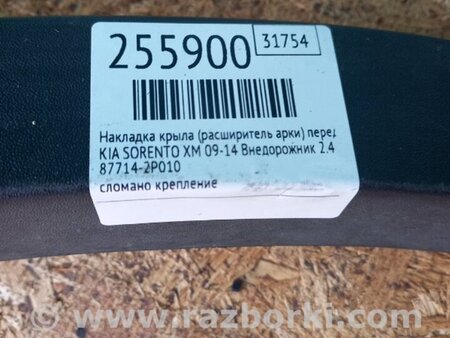 255900
31754
Накладка крыла (расширитель арки) перед
KIA SORENTO XM 09-14 Внедорожник 2.4
87714-2P010
сломано крепление
www.razborki.com